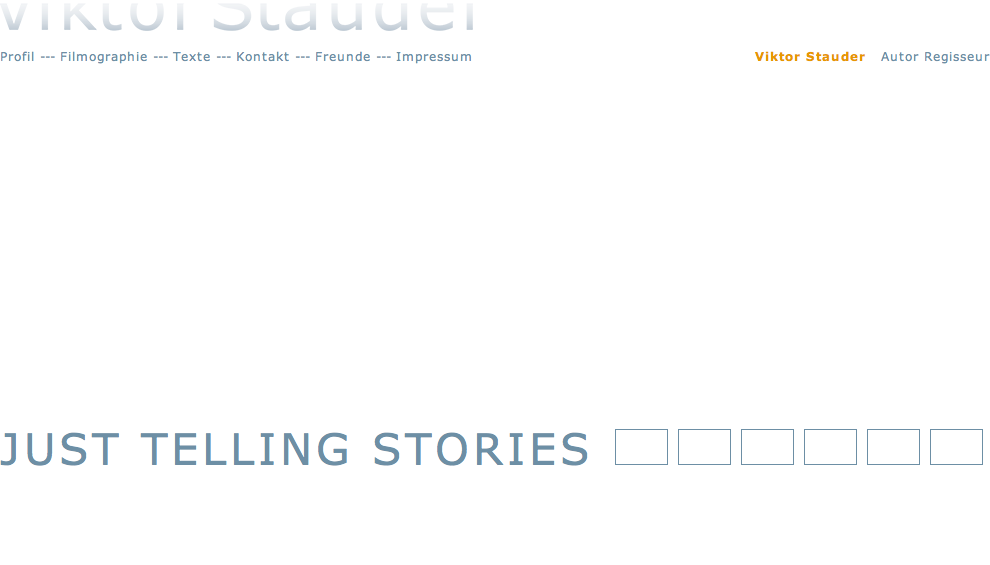 Viktor Stauder
Profil --- Filmographie --- Texte --- Kontakt --- Freunde --- Impressum
Viktor Stauder Autor Regisseur
JUST TELLING STORIES